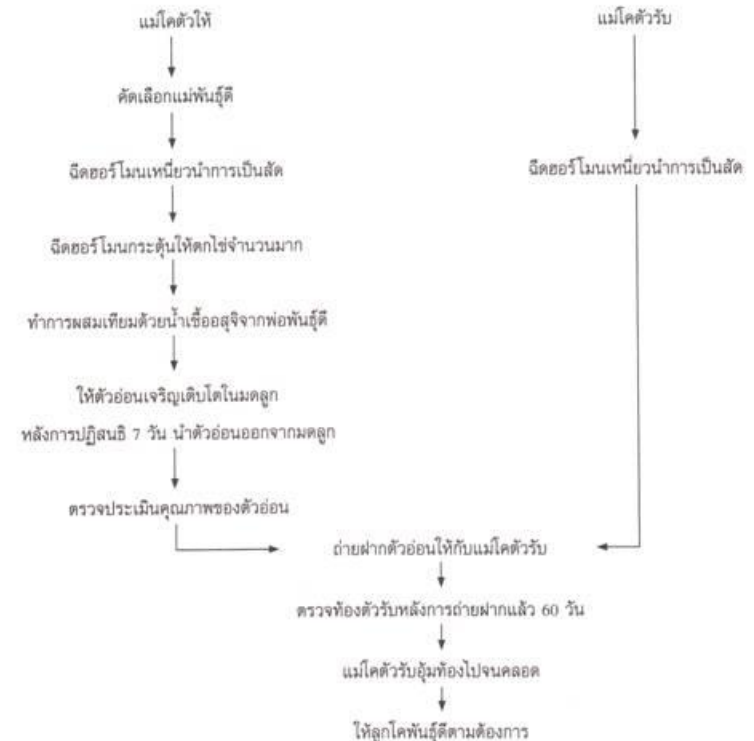 แม่โคตัวให้
คัดเลือกแม่พันธุ์ดี
ฉีดฮอร์โมนเหนี่ยวนำการเป็นสัด
ฉีดฮอร์โมนกระตุ้นให้ตกไข่จำนวนมาก
ทำการผสมเทียมด้วยน้ำเชื้ออสุจิจากพ่อพันธุ์ดี
ให้ตัวอ่อนเจริญเติบโตในมดลูก
หลังการปฏิสนธิ 7 วัน นำตัวอ่อนออกจากมดลูก
ตรวจประเมินคุณภาพของตัวอ่อน
แม่โคตัวรับ
ฉีดฮอร์โมนเหนี่ยวนำการเป็นสัด
ถ่ายฝากตัวอ่อนให้กับแม่โคตัวรับ
ตรวจท้องตัวรับหลังการถ่ายฝากแล้ว 60 วัน
แม่โคตัวรับอุ้มท้องไปจนคลอด
ให้ลูกโคพันธุ์ดีตามต้องการ